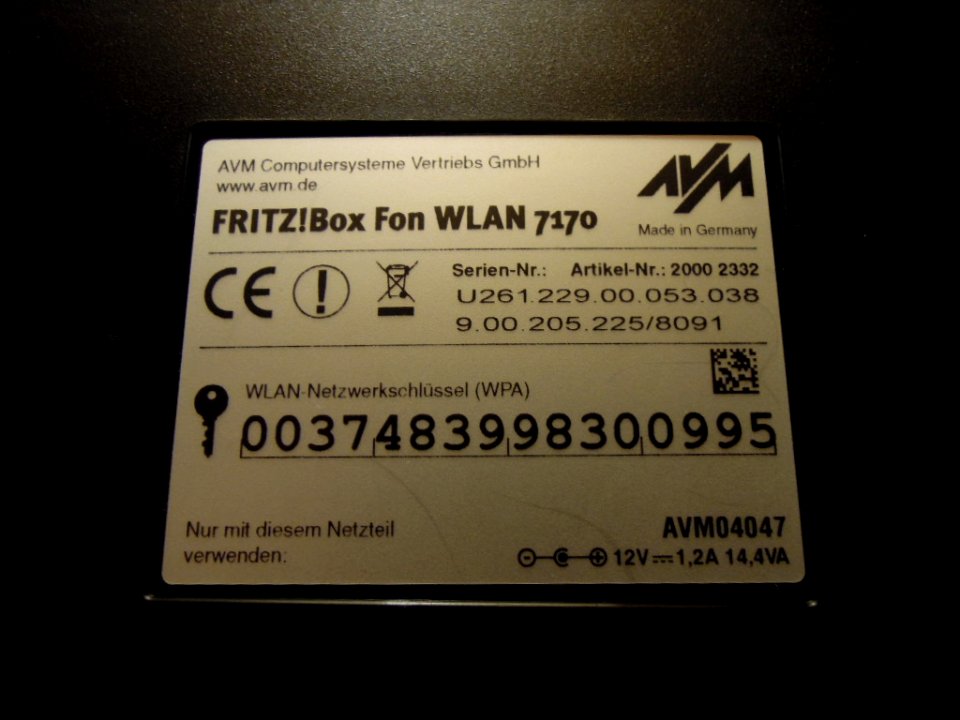 AVM Computersysteme Vertriebs GmbH
www.avm.de
AVM
FRITZ!Box Fon WLAN 7170
Made in Germany
CE
Serien-Nr.: Artikel-Nr.: 2000 2332
U261.229.00.053.038
9.00.205.225/8091
WLAN-Netzwerkschlüssel (WPA)
0037483998300995
Nur mit diesem Netzteil
verwenden:
AVM04047
12V 1,2A 14,4VA